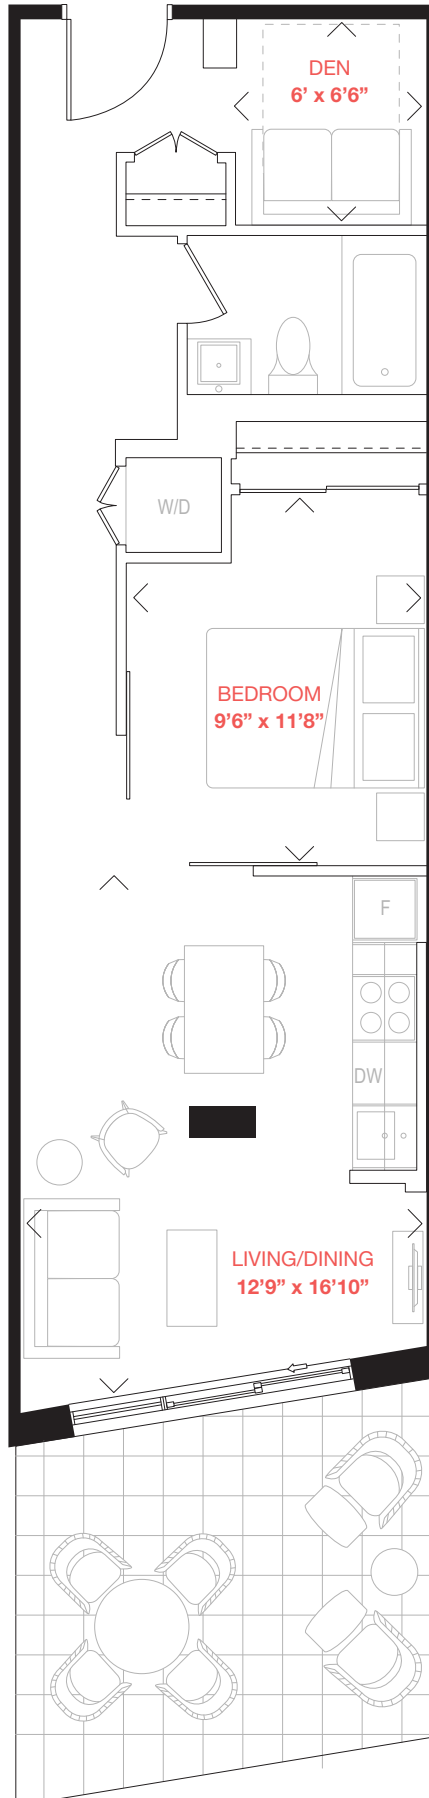 DEN
6' x 6'6"
W/D
BEDROOM
9'6" x 11'8"
F
DW
LIVING/DINING
12'9" x 16'10"